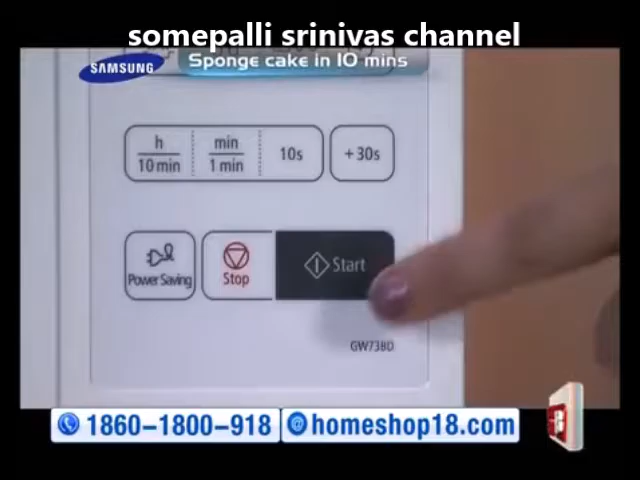 somepalli srinivas channel
SAMSUNG
Sponge cake in 10 mins
h
10 min
min
1 min
10s
+30s
Power Saving
Stop
Start
GW73BD
1860-1800-918
@homeshop18.com